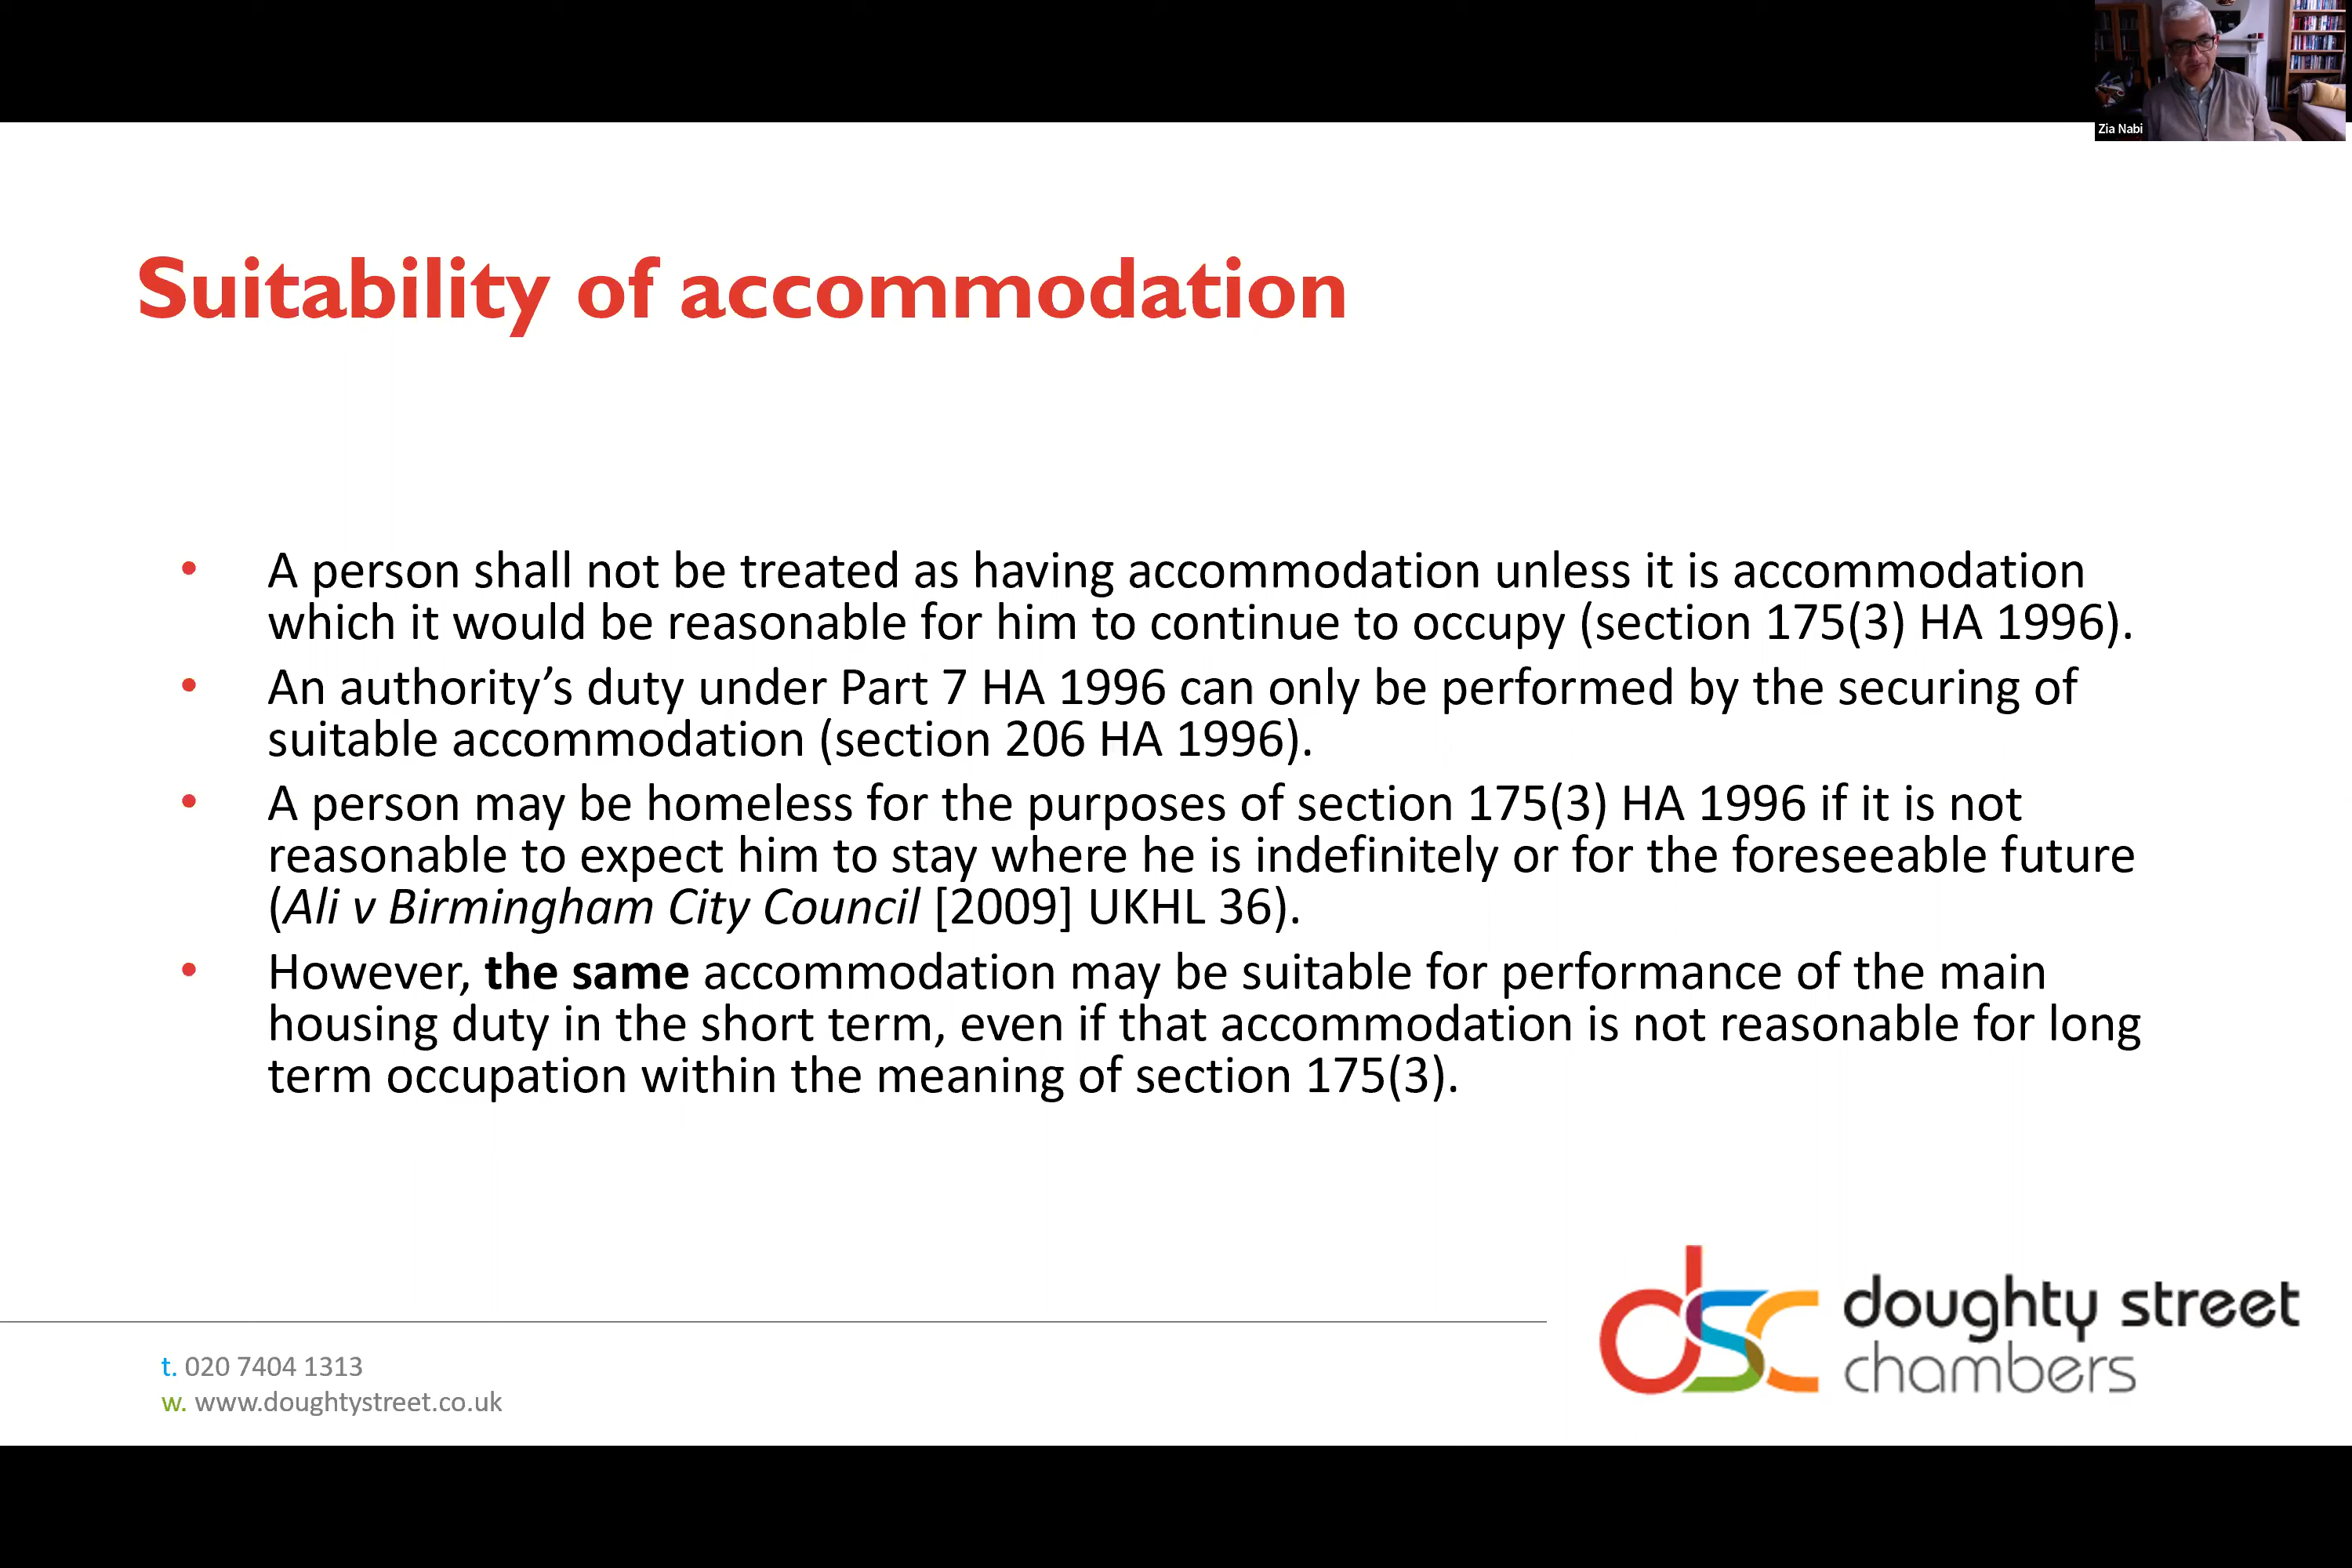 Zia Nabi
Suitability of accommodation
• A person shall not be treated as having accommodation unless it is accommodation
which it would be reasonable for him to continue to occupy (section 175(3) HA 1996).
• An authority’s duty under Part 7 HA 1996 can only be performed by the securing of
suitable accommodation (section 206 HA 1996).
• A person may be homeless for the purposes of section 175(3) HA 1996 if it is not
reasonable to expect him to stay where he is indefinitely or for the foreseeable future
(Ali v Birmingham City Council [2009] UKHL 36).
• However, the same accommodation may be suitable for performance of the main
housing duty in the short term, even if that accommodation is not reasonable for long
term occupation within the meaning of section 175(3).
t. 020 7404 1313
w. www.doughtystreet.co.uk
dsc
doughty street
chambers